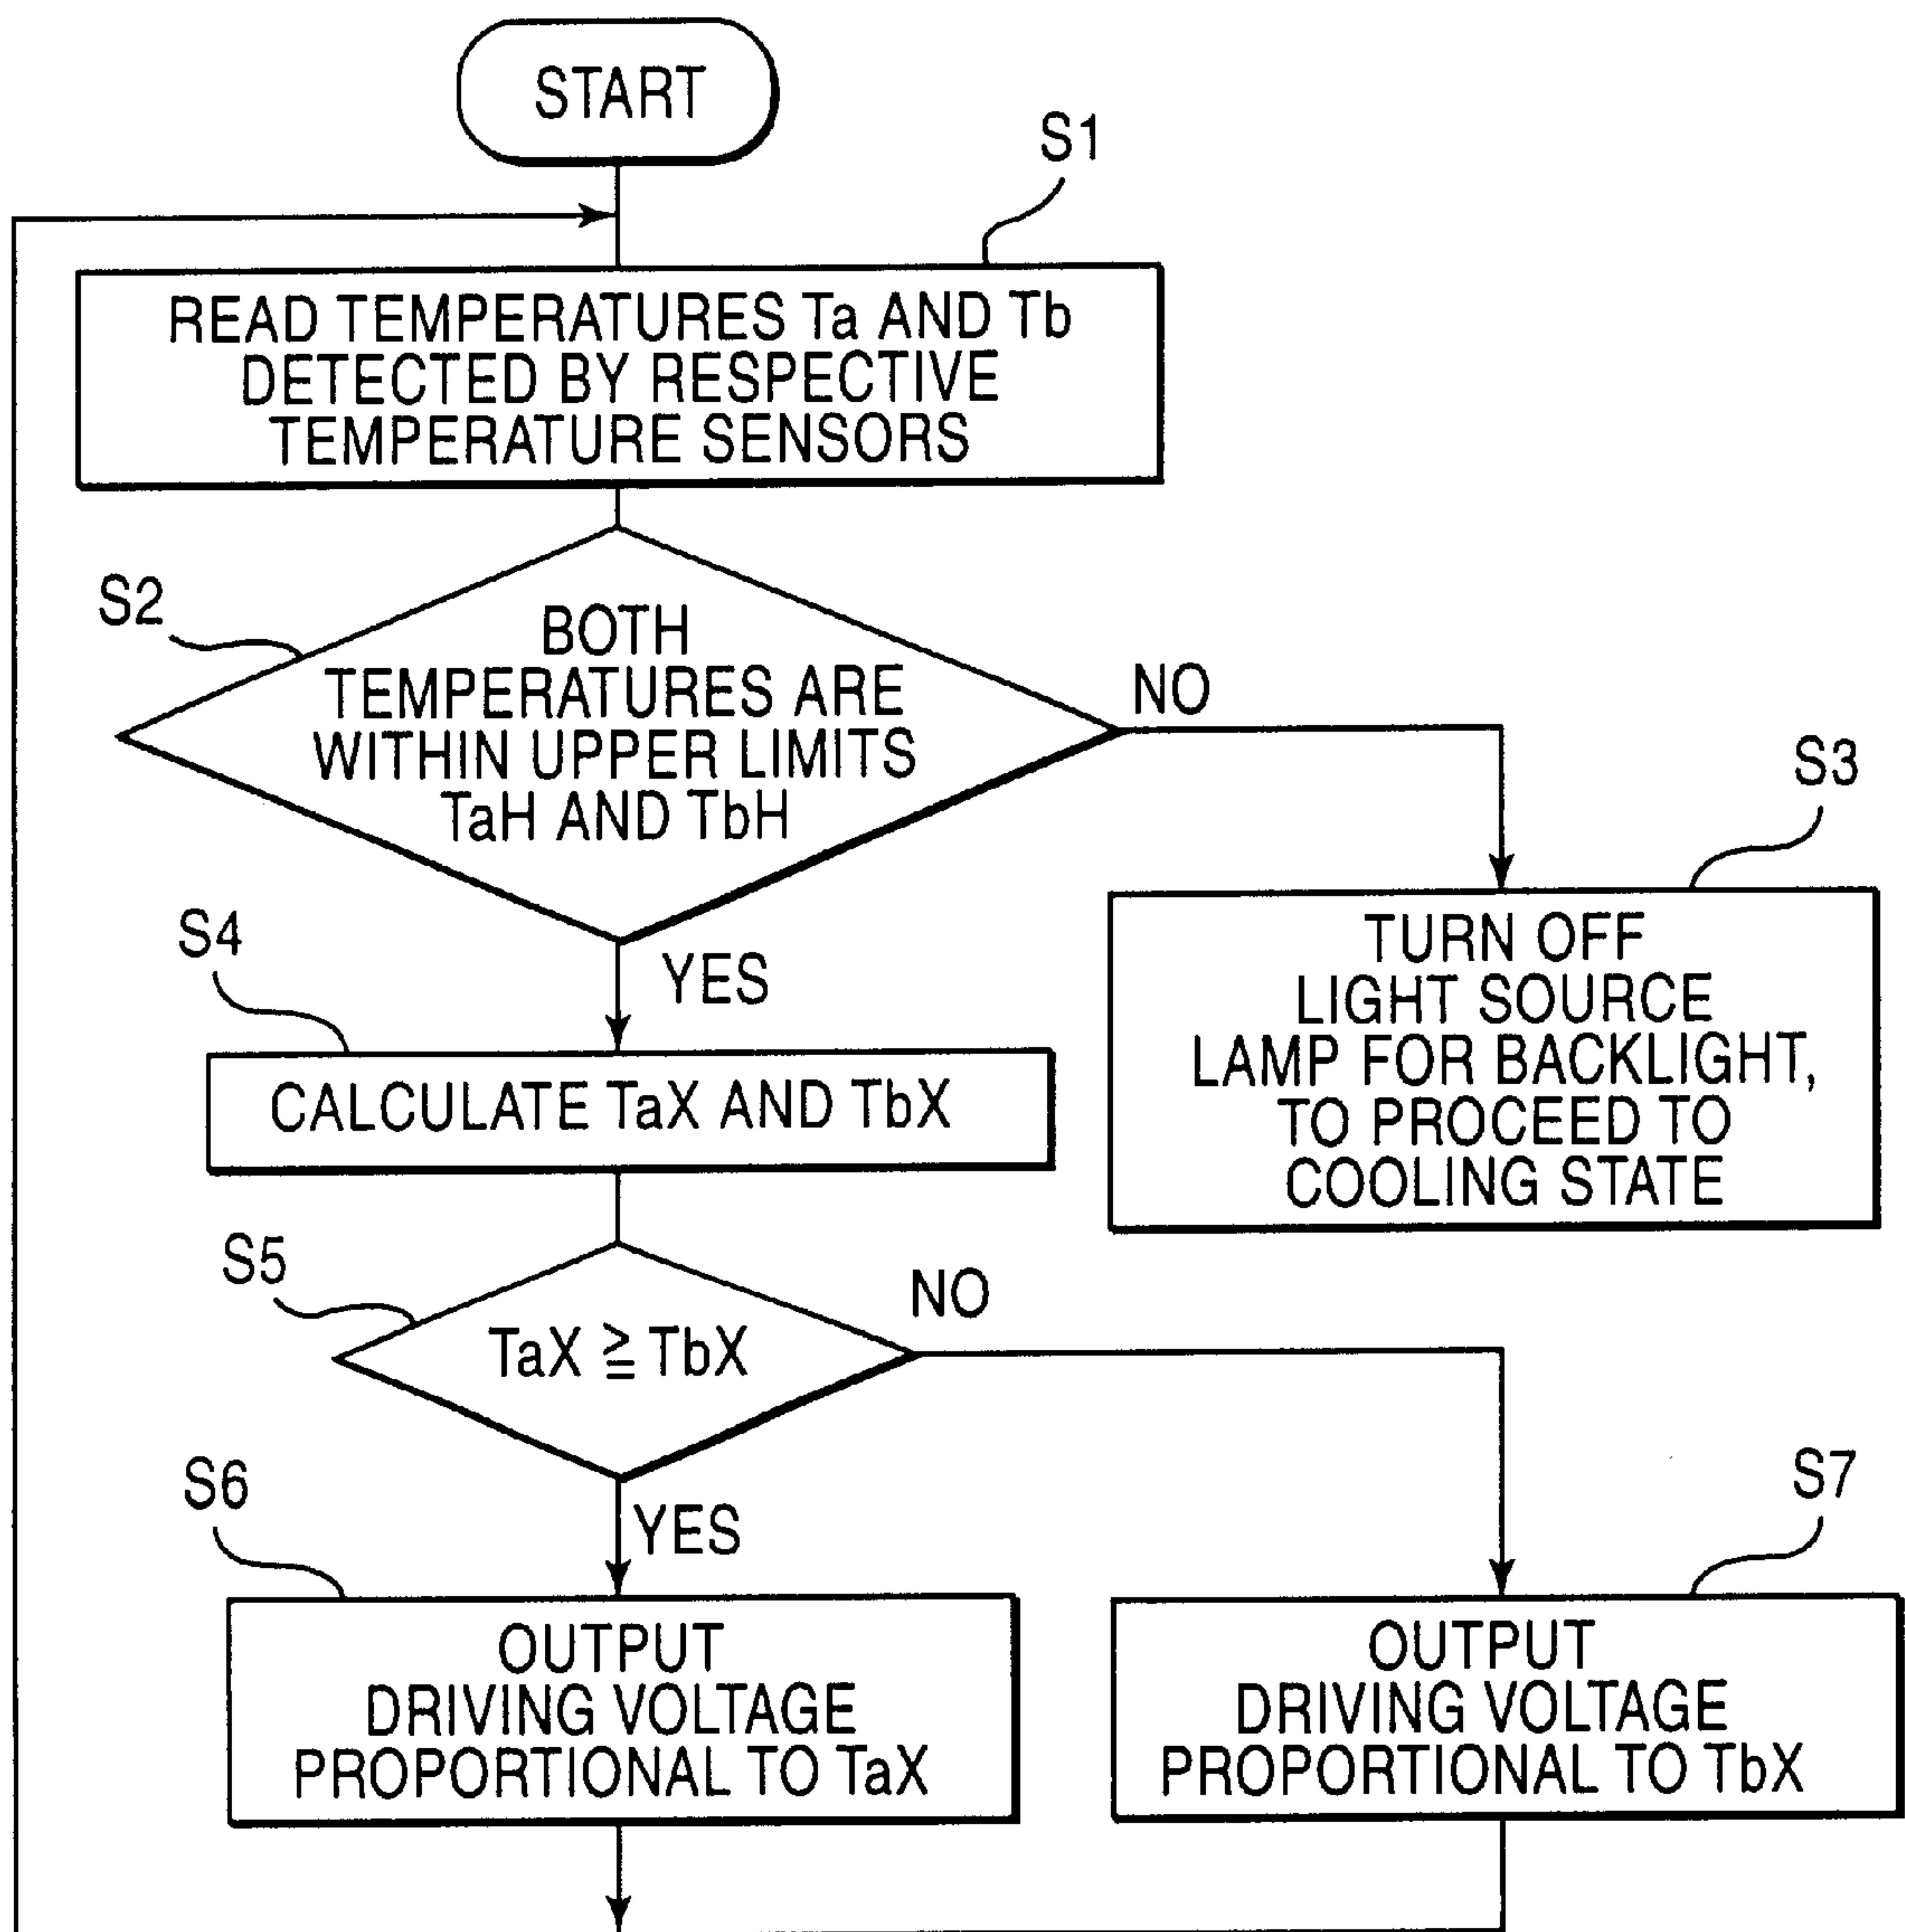 START
S1
READ TEMPERATURES Ta AND Tb
DETECTED BY RESPECTIVE
TEMPERATURE SENSORS
S2
BOTH
TEMPERATURES ARE
WITHIN UPPER LIMITS
TaH AND TbH
NO
S3
TURN OFF
LIGHT SOURCE
LAMP FOR BACKLIGHT,
TO PROCEED TO
COOLING STATE
YES
S4
CALCULATE TaX AND TbX
S5
TaX ≧ TbX
NO
YES
S6
OUTPUT
DRIVING VOLTAGE
PROPORTIONAL TO TaX
S7
OUTPUT
DRIVING VOLTAGE
PROPORTIONAL TO TbX